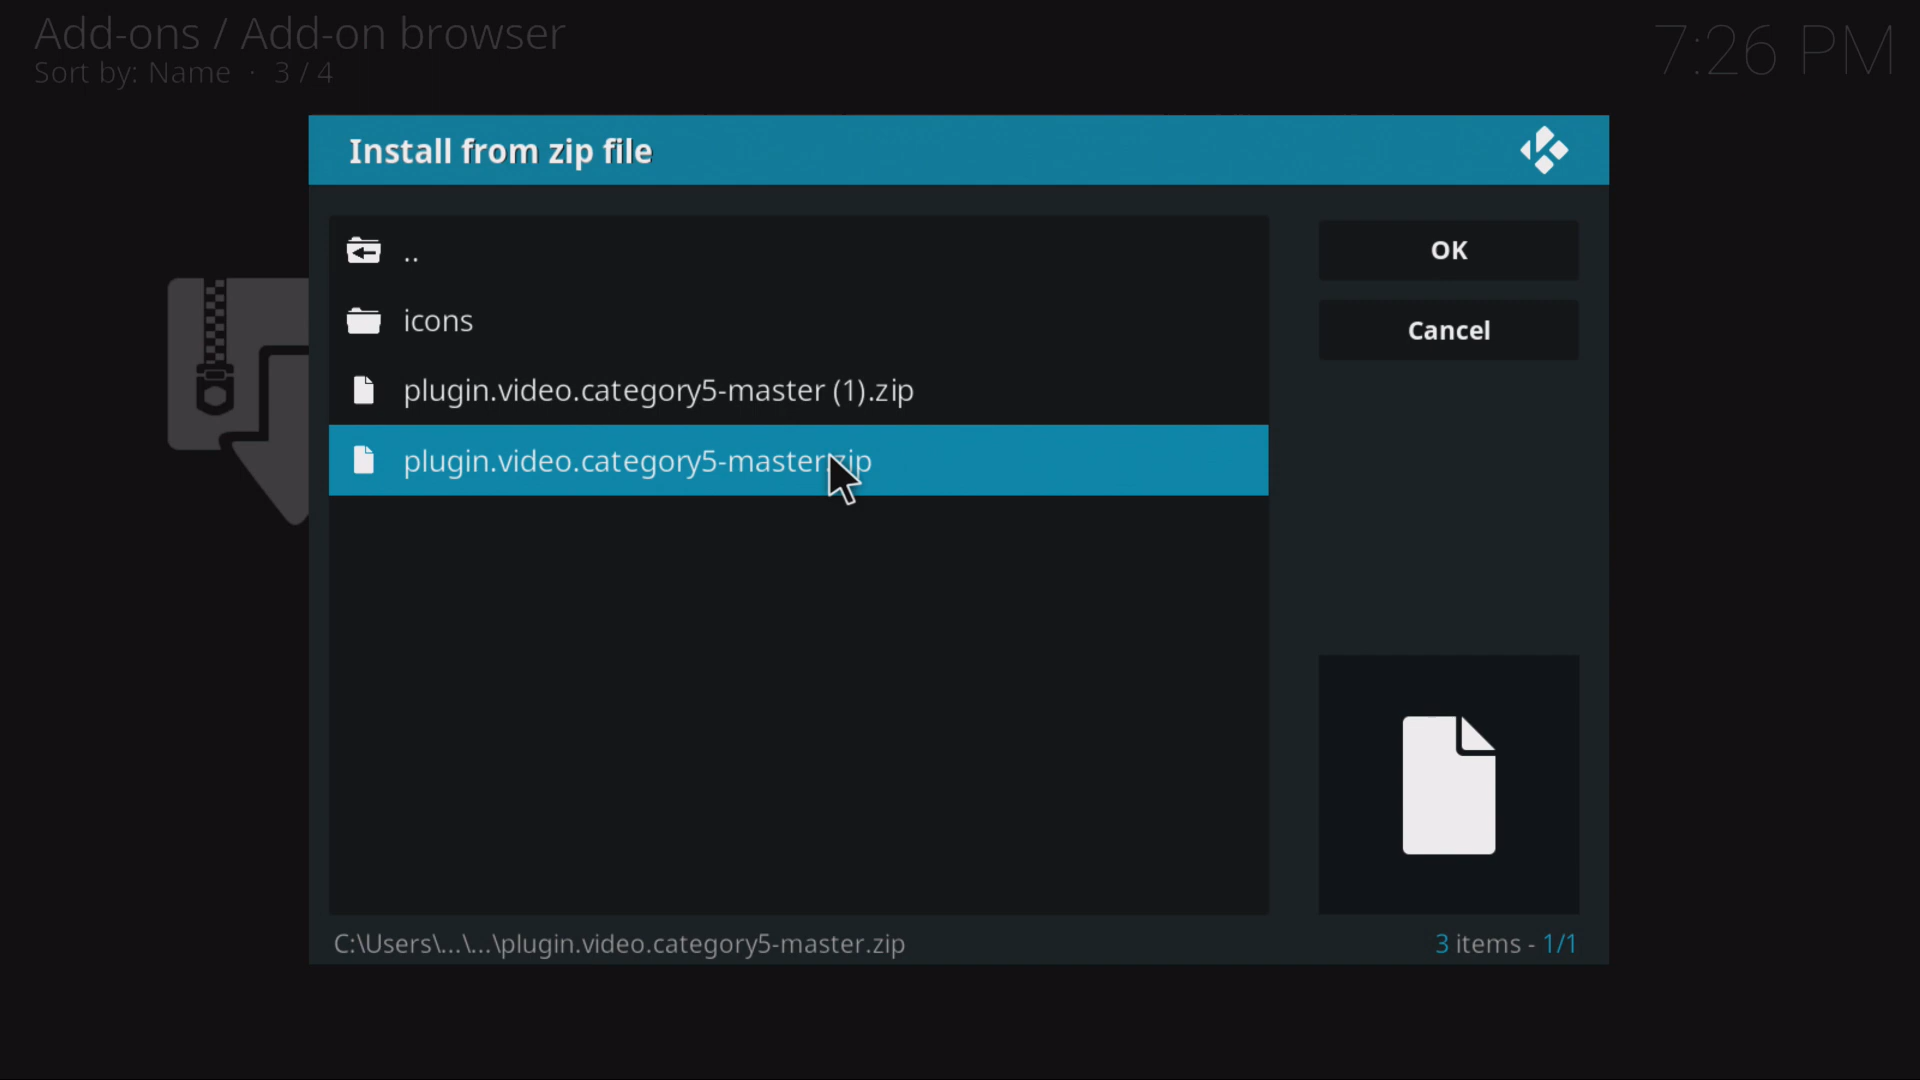 Add-ons / Add-on browser
Sort by: Name · 3 / 4
7:26 PM
Install from zip file
..
icons
plugin.video.category5-master (1).zip
plugin.video.category5-master.zip
OK
Cancel
C:\Users\...\...\plugin.video.category5-master.zip
3 items - 1/1